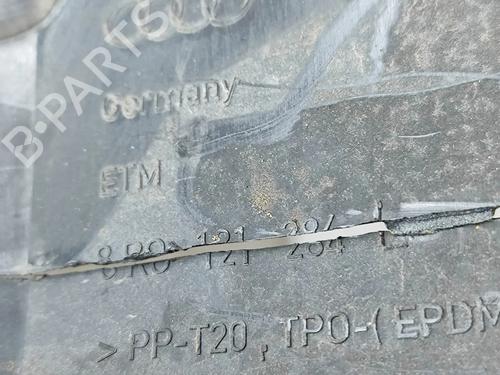 B-PARTS
Germany
ETM
8R0 121 284
>PP-T20, TPO-(EPDM